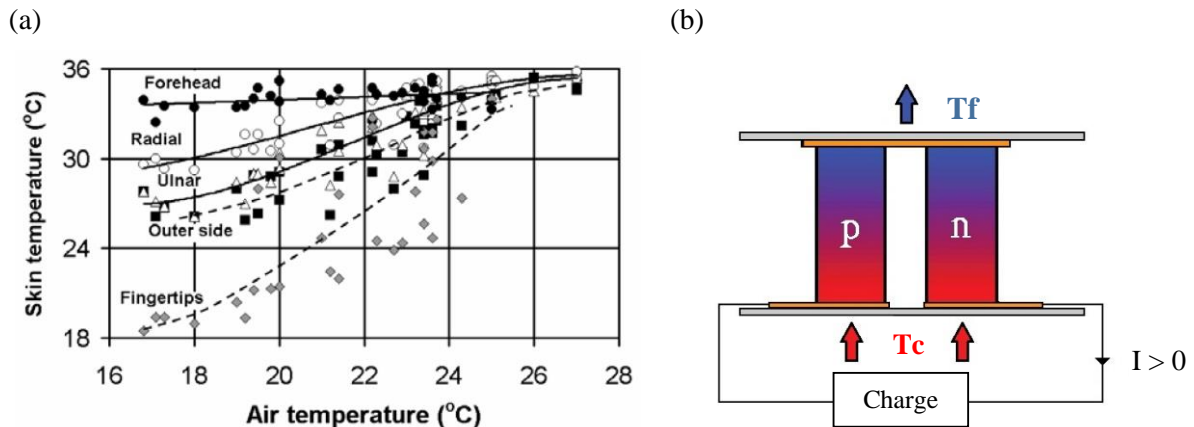 (a)
(b)
Skin temperature (°C)
36
30
24
18
Forehead
Radial
Ulnar
Outer side
Fingertips
16
18
20
22
24
26
28
Air temperature (°C)
Tf
p
n
Tc
I > 0
Charge